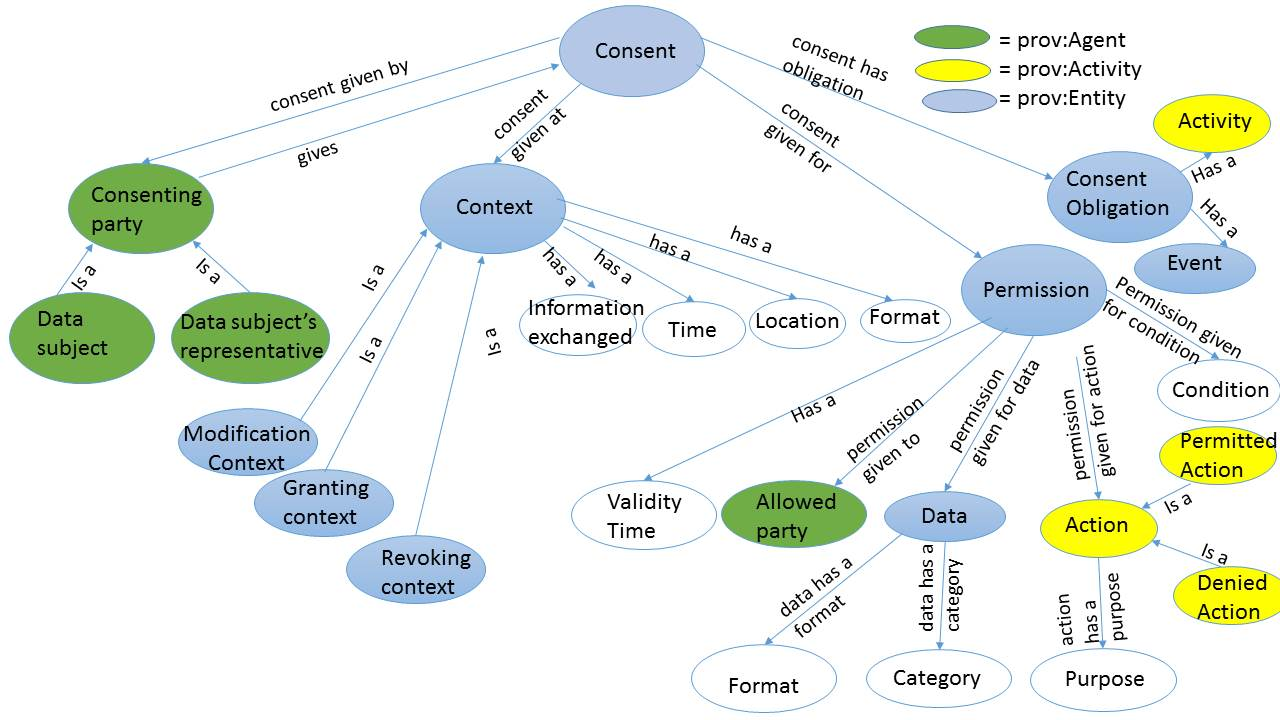 Consent
= prov:Agent
= prov:Activity
= prov:Entity
consent given by
gives
consent
given at
consent
given for
consent has
obligation
Activity
Has a
Consent
Obligation
Has a
Event
Consenting
party
Is a
Is a
Data
subject
Data subject's
representative
Context
has a
has a
has a
has a
Information
exchanged
Time
Location
Format
Is a
Is a
Is a
Modification
Context
Granting
context
Revoking
context
Permission
Permission given
for condition
Condition
Has a
permission
given to
permission
given for data
permission
given for action
Validity
Time
Allowed
party
Data
Action
Permitted
Action
Is a
Is a
Denied
Action
data has a
format
data has a
category
action
has a
purpose
Format
Category
Purpose